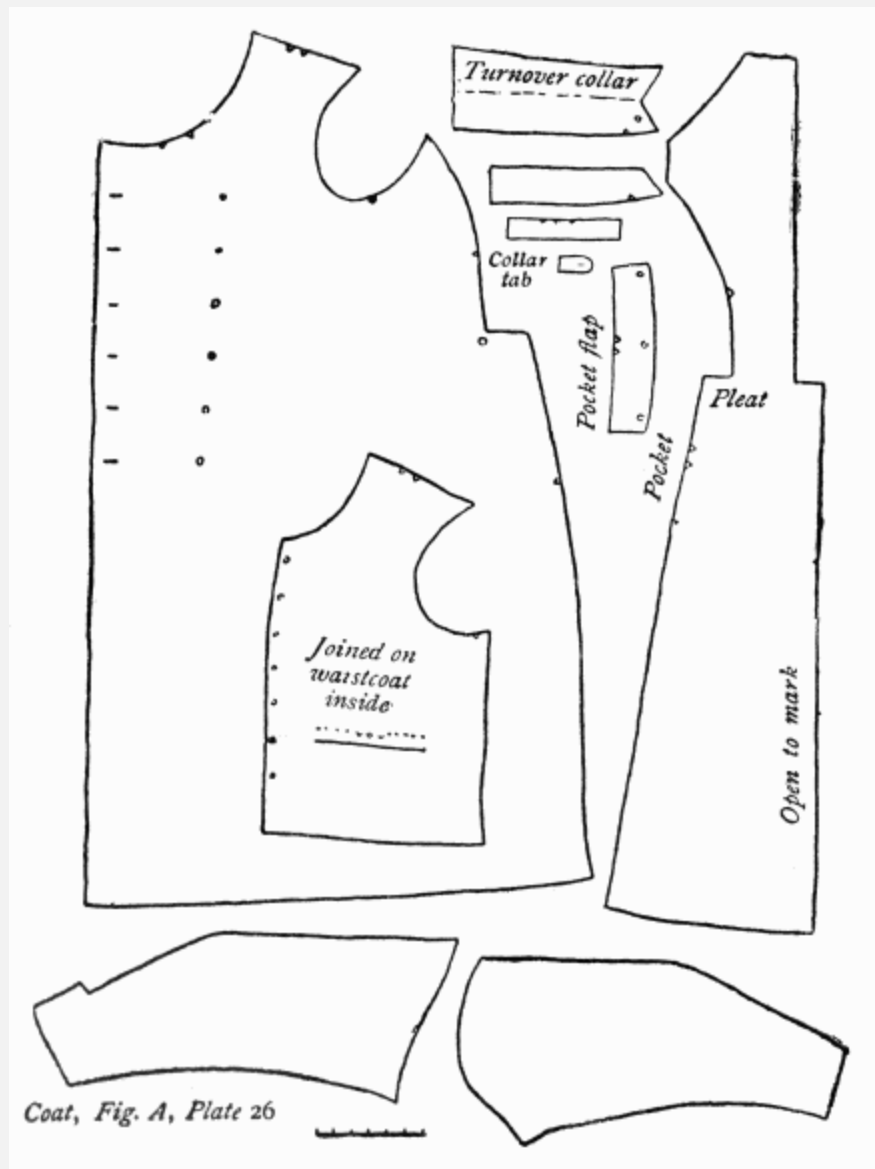 Turnover collar
Collar
tab
Pocket flap
Pocket
Pleat
Joined on
waistcoat
inside
Open to mark
Coat, Fig. A, Plate 26